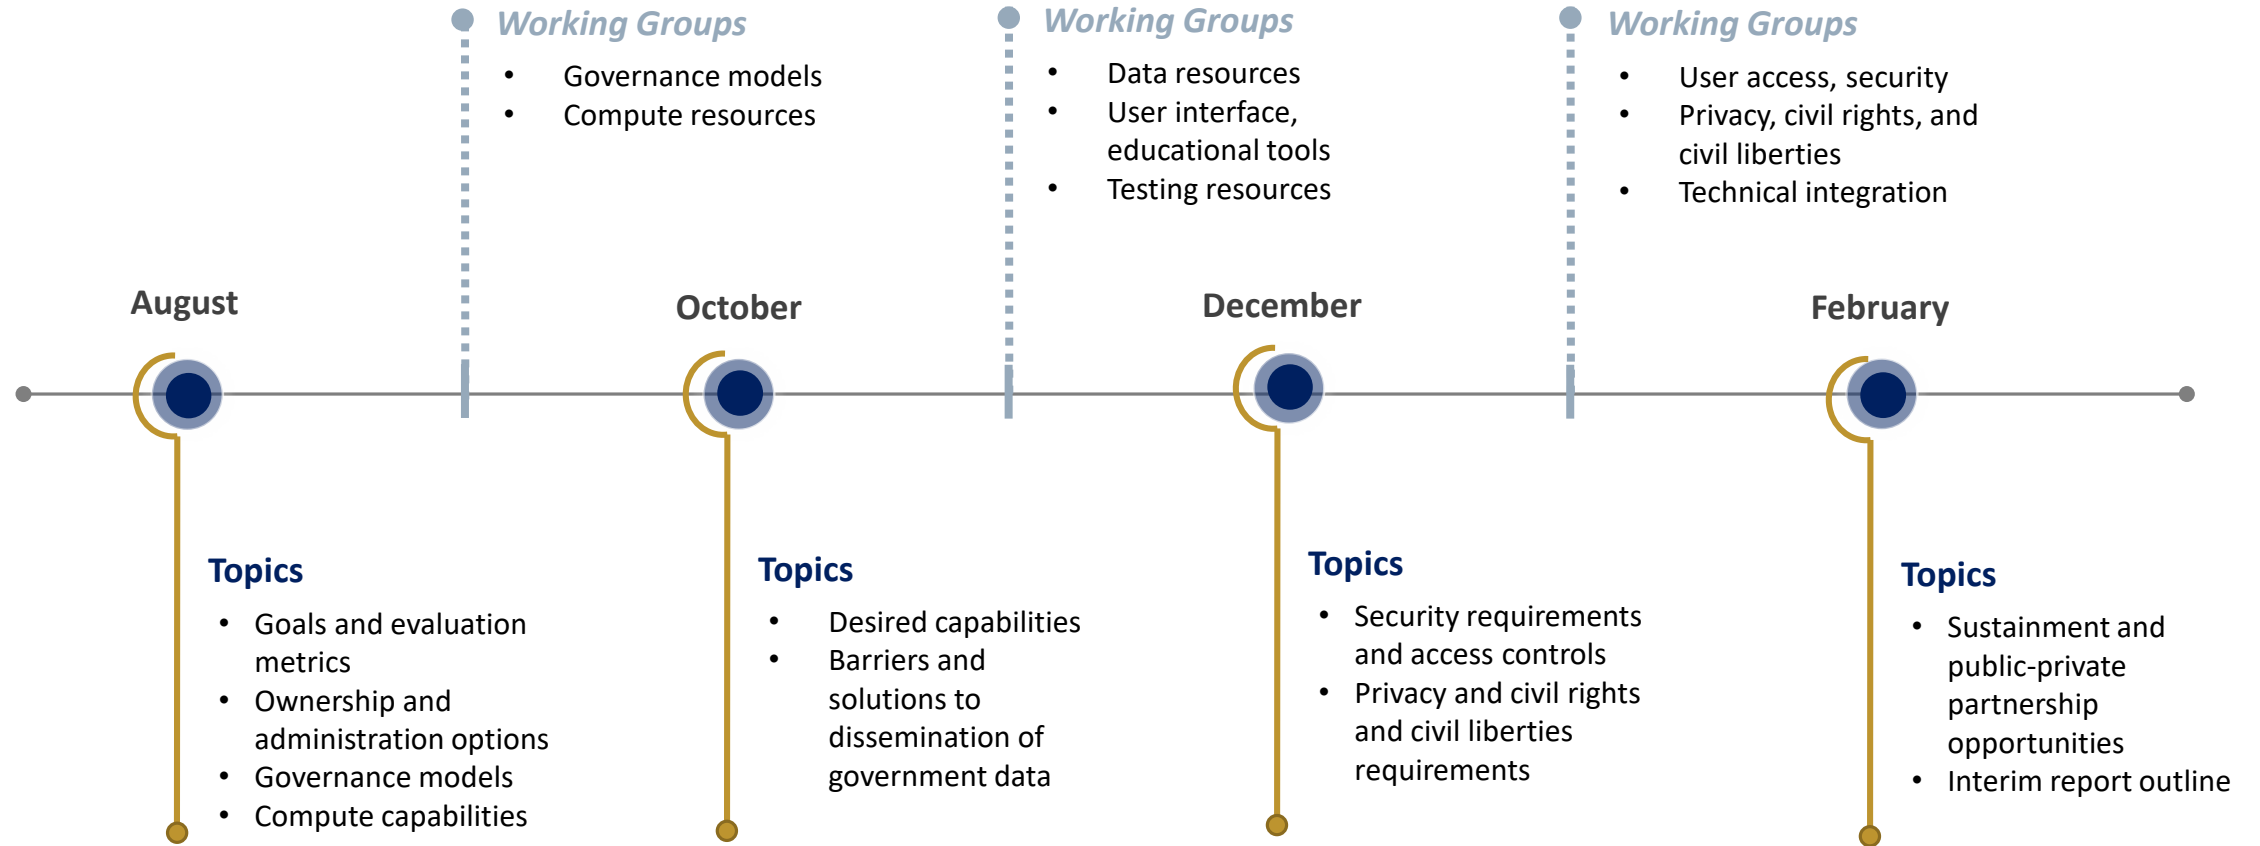 Working Groups
• Governance models
• Compute resources
Working Groups
• Data resources
• User interface,
educational tools
• Testing resources
Working Groups
• User access, security
• Privacy, civil rights, and
civil liberties
• Technical integration
August
October
December
February
Topics
• Goals and evaluation
metrics
• Ownership and
administration options
• Governance models
• Compute capabilities
Topics
• Desired capabilities
• Barriers and
solutions to
dissemination of
government data
Topics
• Security requirements
and access controls
• Privacy and civil rights
and civil liberties
requirements
Topics
• Sustainment and
public-private
partnership
opportunities
• Interim report outline